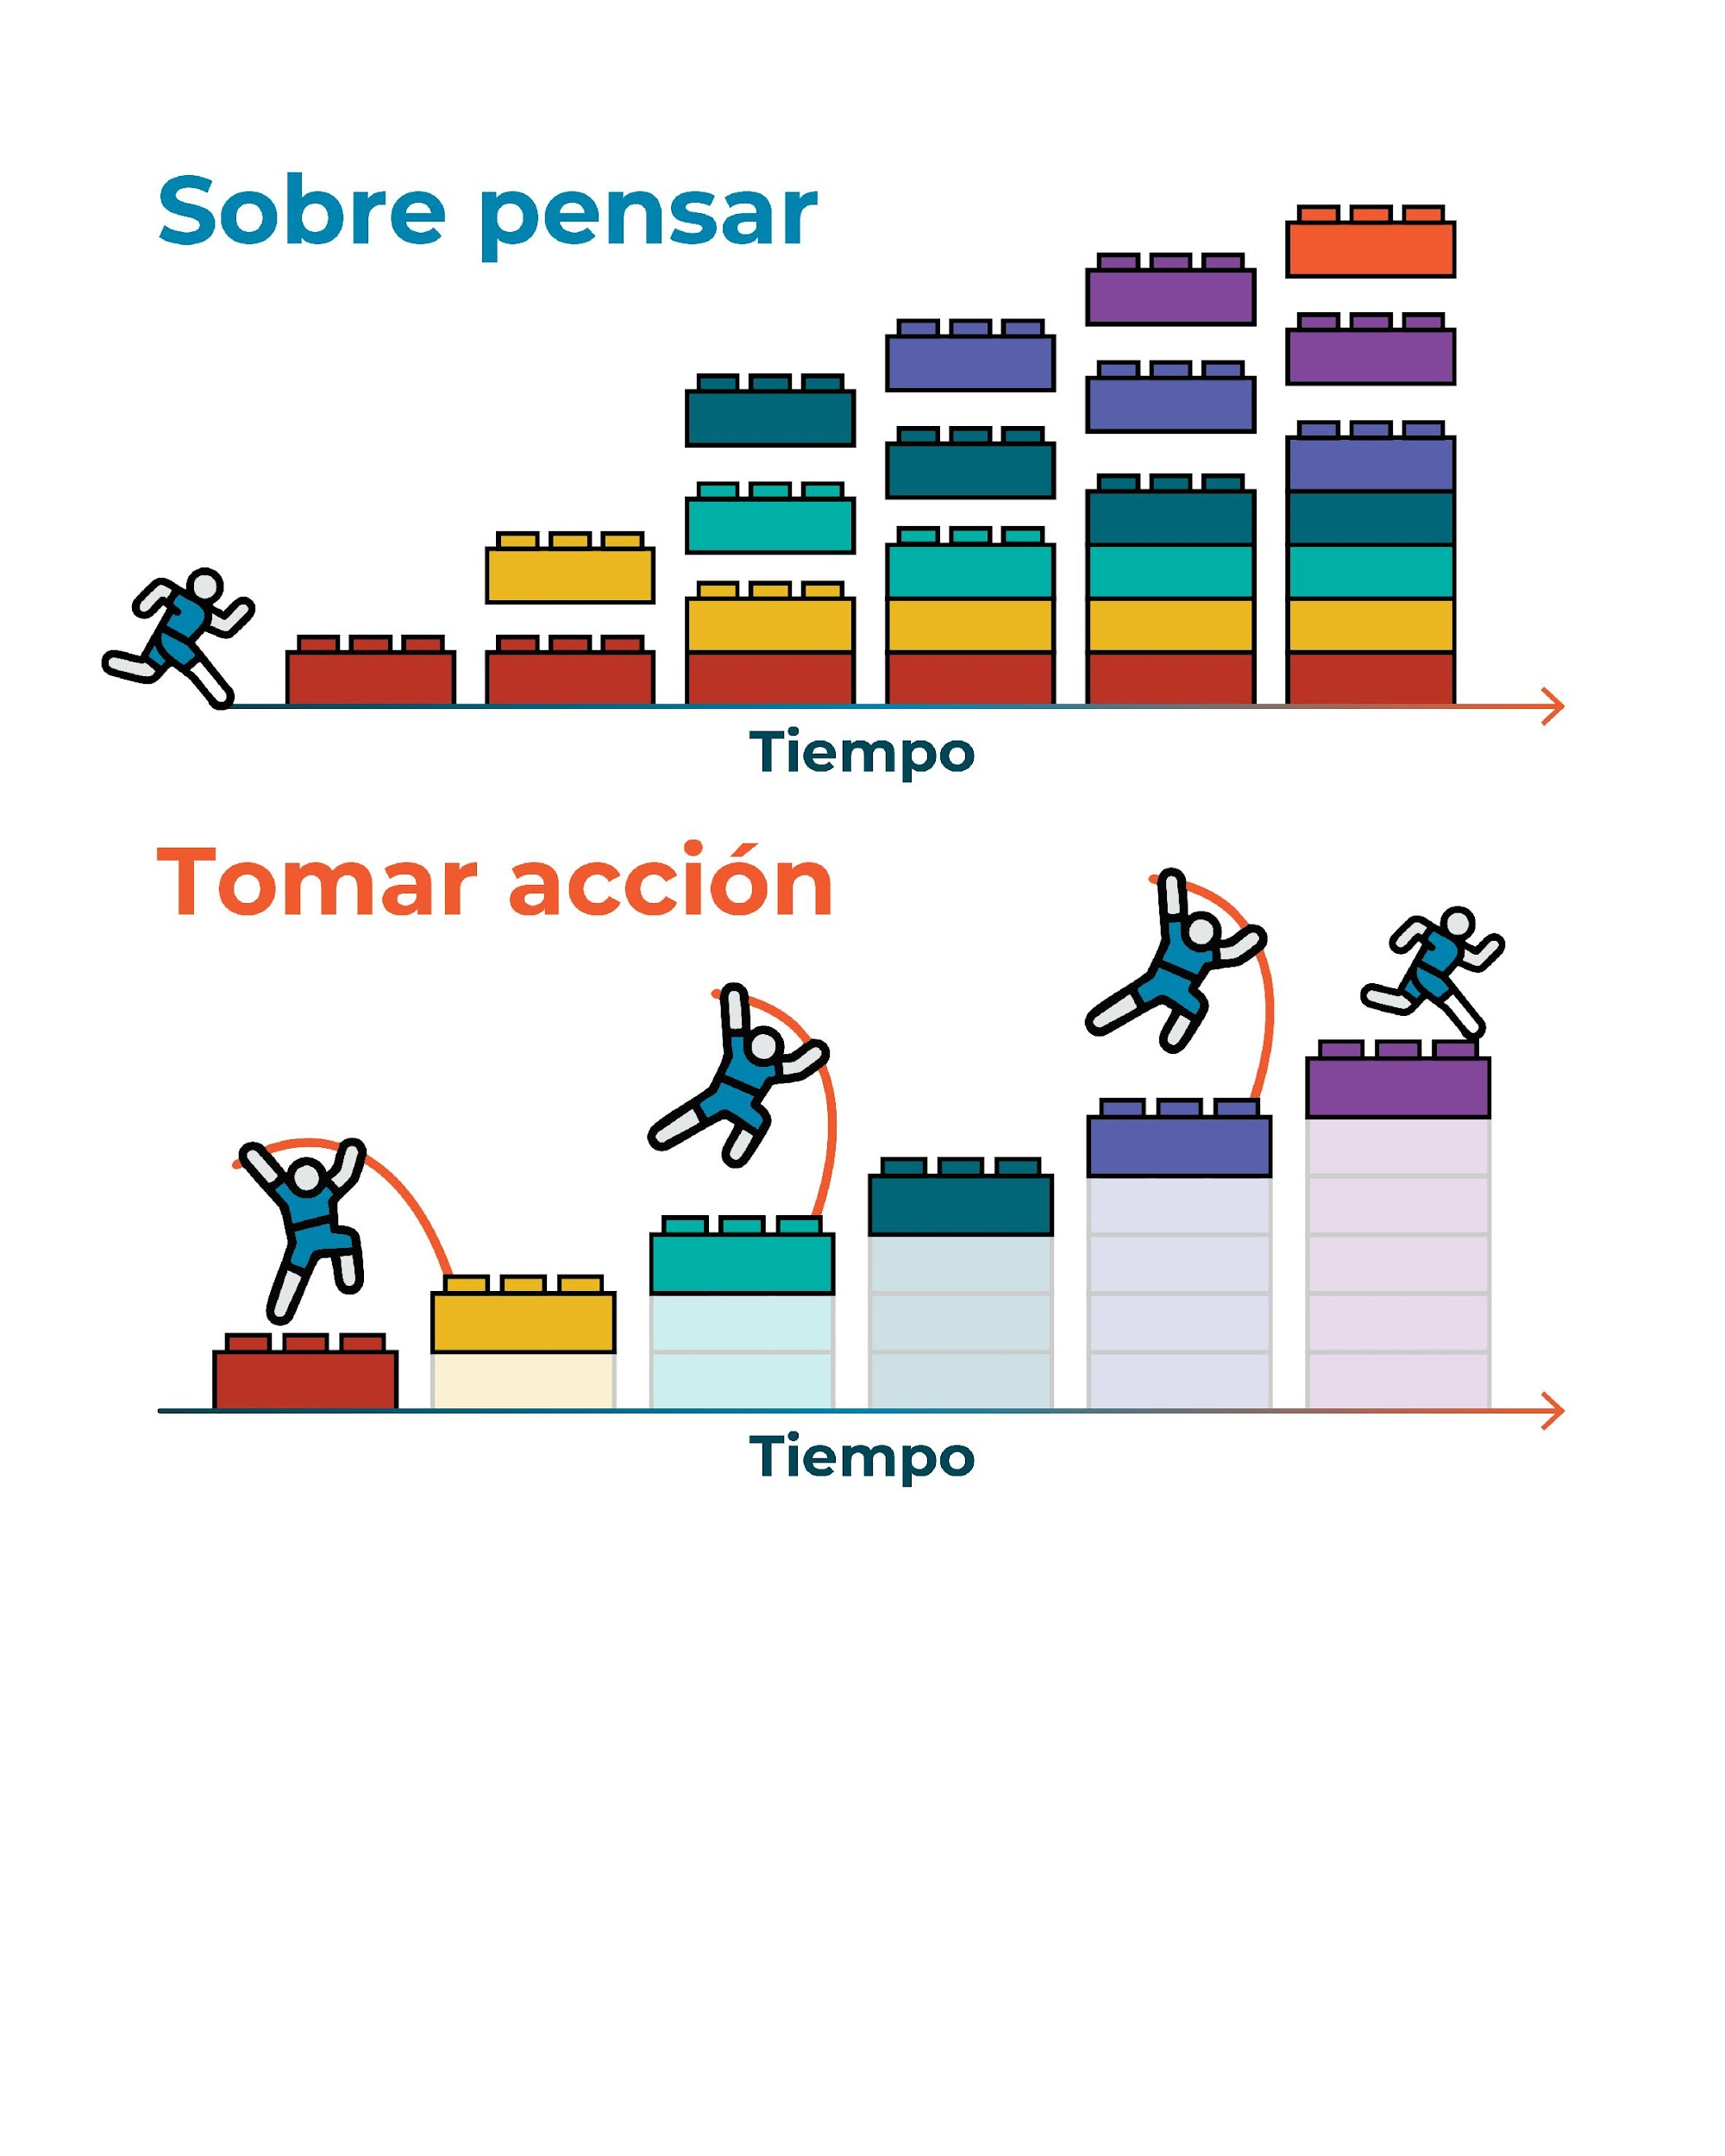 Sobre pensar
Tiempo
Tomar acción
Tiempo